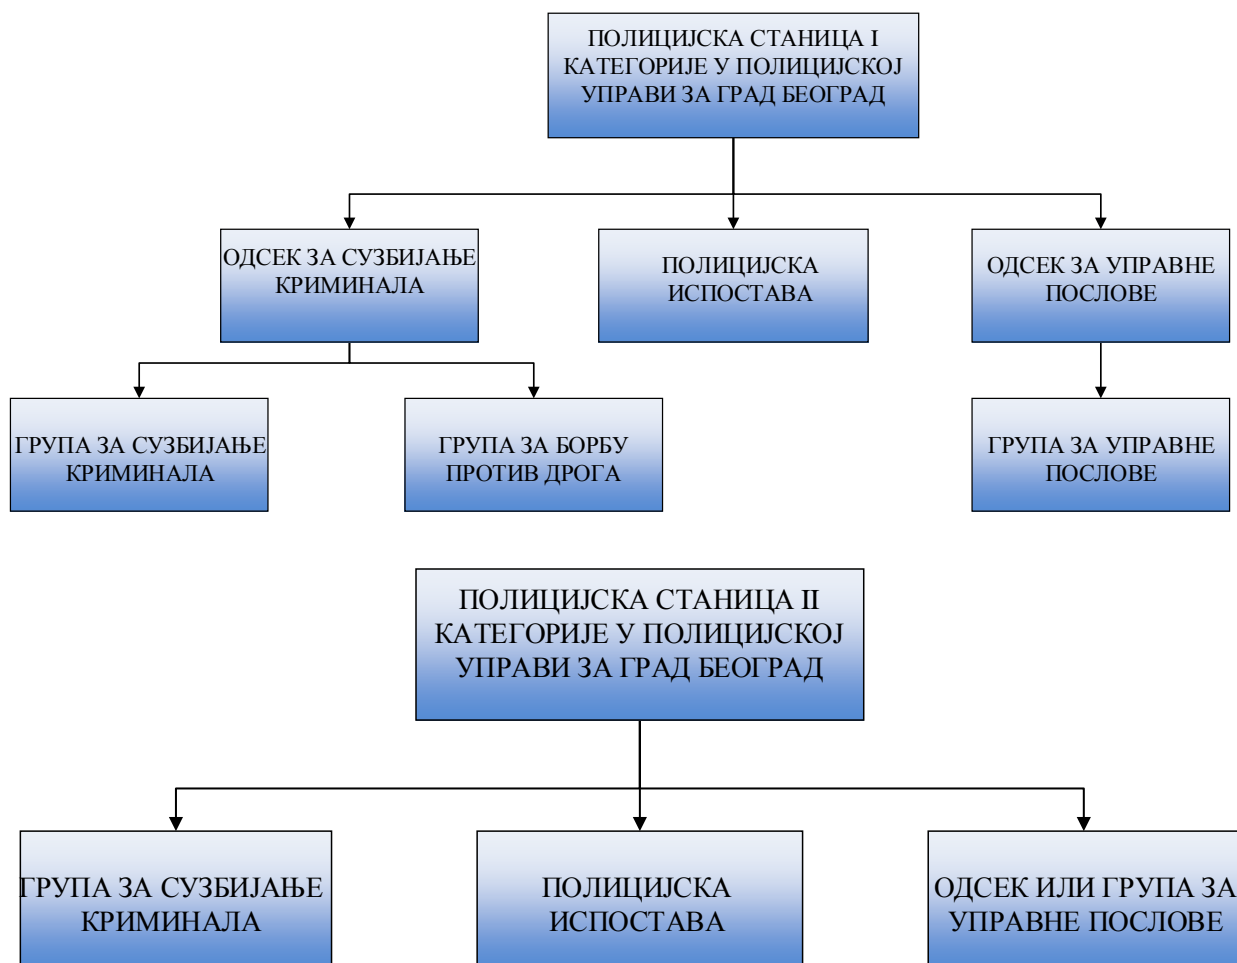 ПОЛИЦИЈСКА СТАНИЦА I
КАТЕГОРИЈЕ У ПОЛИЦИЈСКОЈ
УПРАВИ ЗА ГРАД БЕОГРАД
ОДСЕК ЗА СУЗБИЈАЊЕ
КРИМИНАЛА
ПОЛИЦИЈСКА
ИСПОСТАВА
ОДСЕК ЗА УПРАВНЕ
ПОСЛОВЕ
ГРУПА ЗА СУЗБИЈАЊЕ
КРИМИНАЛА
ГРУПА ЗА БОРБУ
ПРОТИВ ДРОГА
ГРУПА ЗА УПРАВНЕ
ПОСЛОВЕ
ПОЛИЦИЈСКА СТАНИЦА II
КАТЕГОРИЈЕ У ПОЛИЦИЈСКОЈ
УПРАВИ ЗА ГРАД БЕОГРАД
ГРУПА ЗА СУЗБИЈАЊЕ
КРИМИНАЛА
ПОЛИЦИЈСКА
ИСПОСТАВА
ОДСЕК ИЛИ ГРУПА ЗА
УПРАВНЕ ПОСЛОВЕ